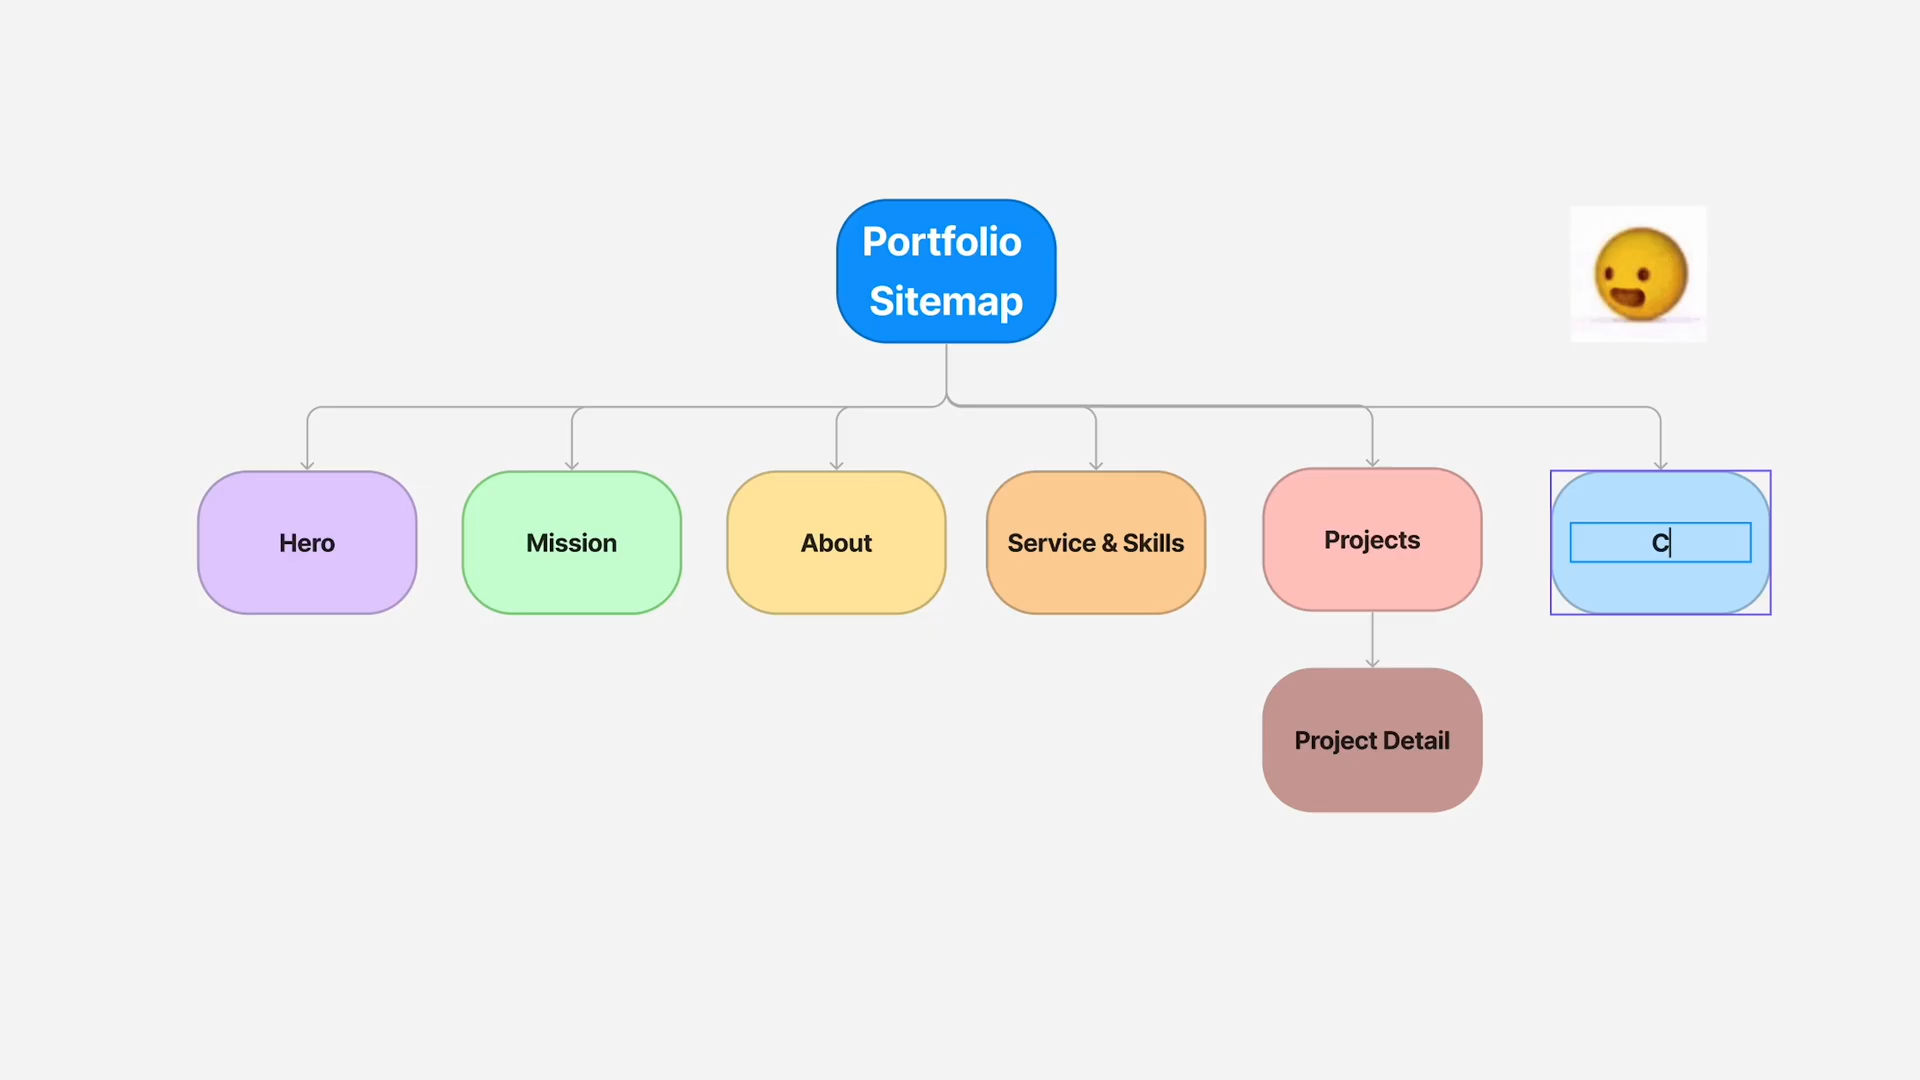 Portfolio
Sitemap
Hero
Mission
About
Service & Skills
Projects
C
Project Detail